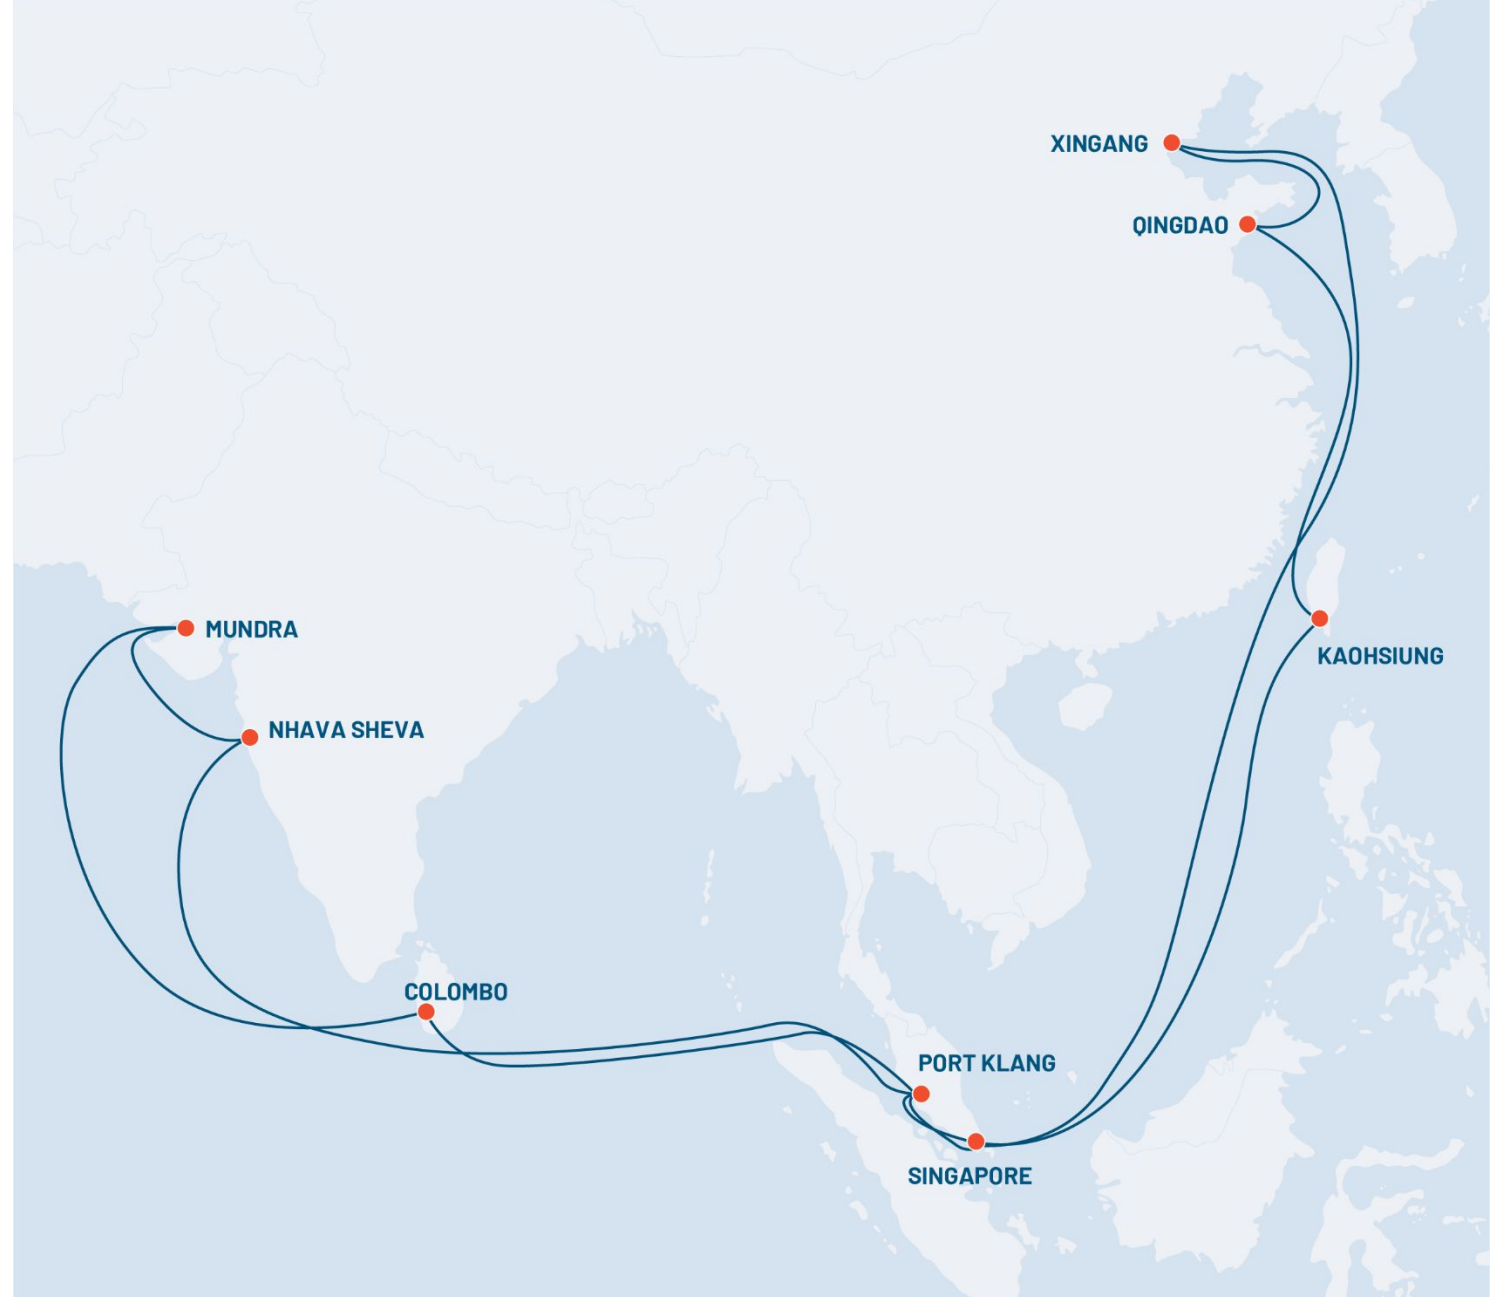 XINGANG
QINGDAO
MUNDRA
KAOHSIUNG
NHAVA SHEVA
COLOMBO
PORT KLANG
SINGAPORE